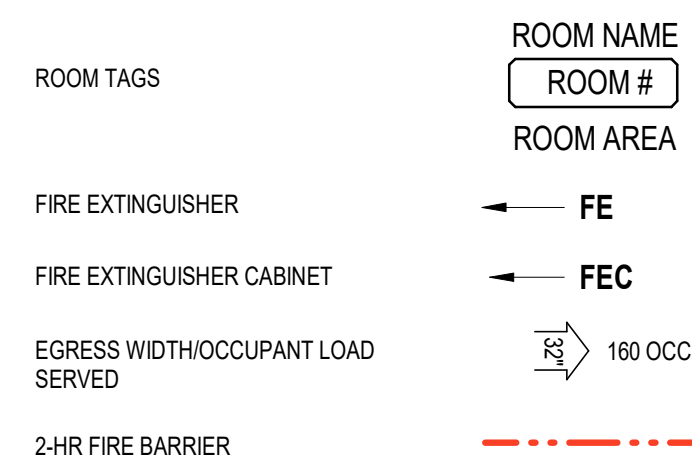 ROOM NAME
ROOM TAGS
ROOM #
ROOM AREA
FIRE EXTINGUISHER
FE
FIRE EXTINGUISHER CABINET
FEC
EGRESS WIDTH/OCCUPANT LOAD
SERVED
32"
160 OCC
2-HR FIRE BARRIER